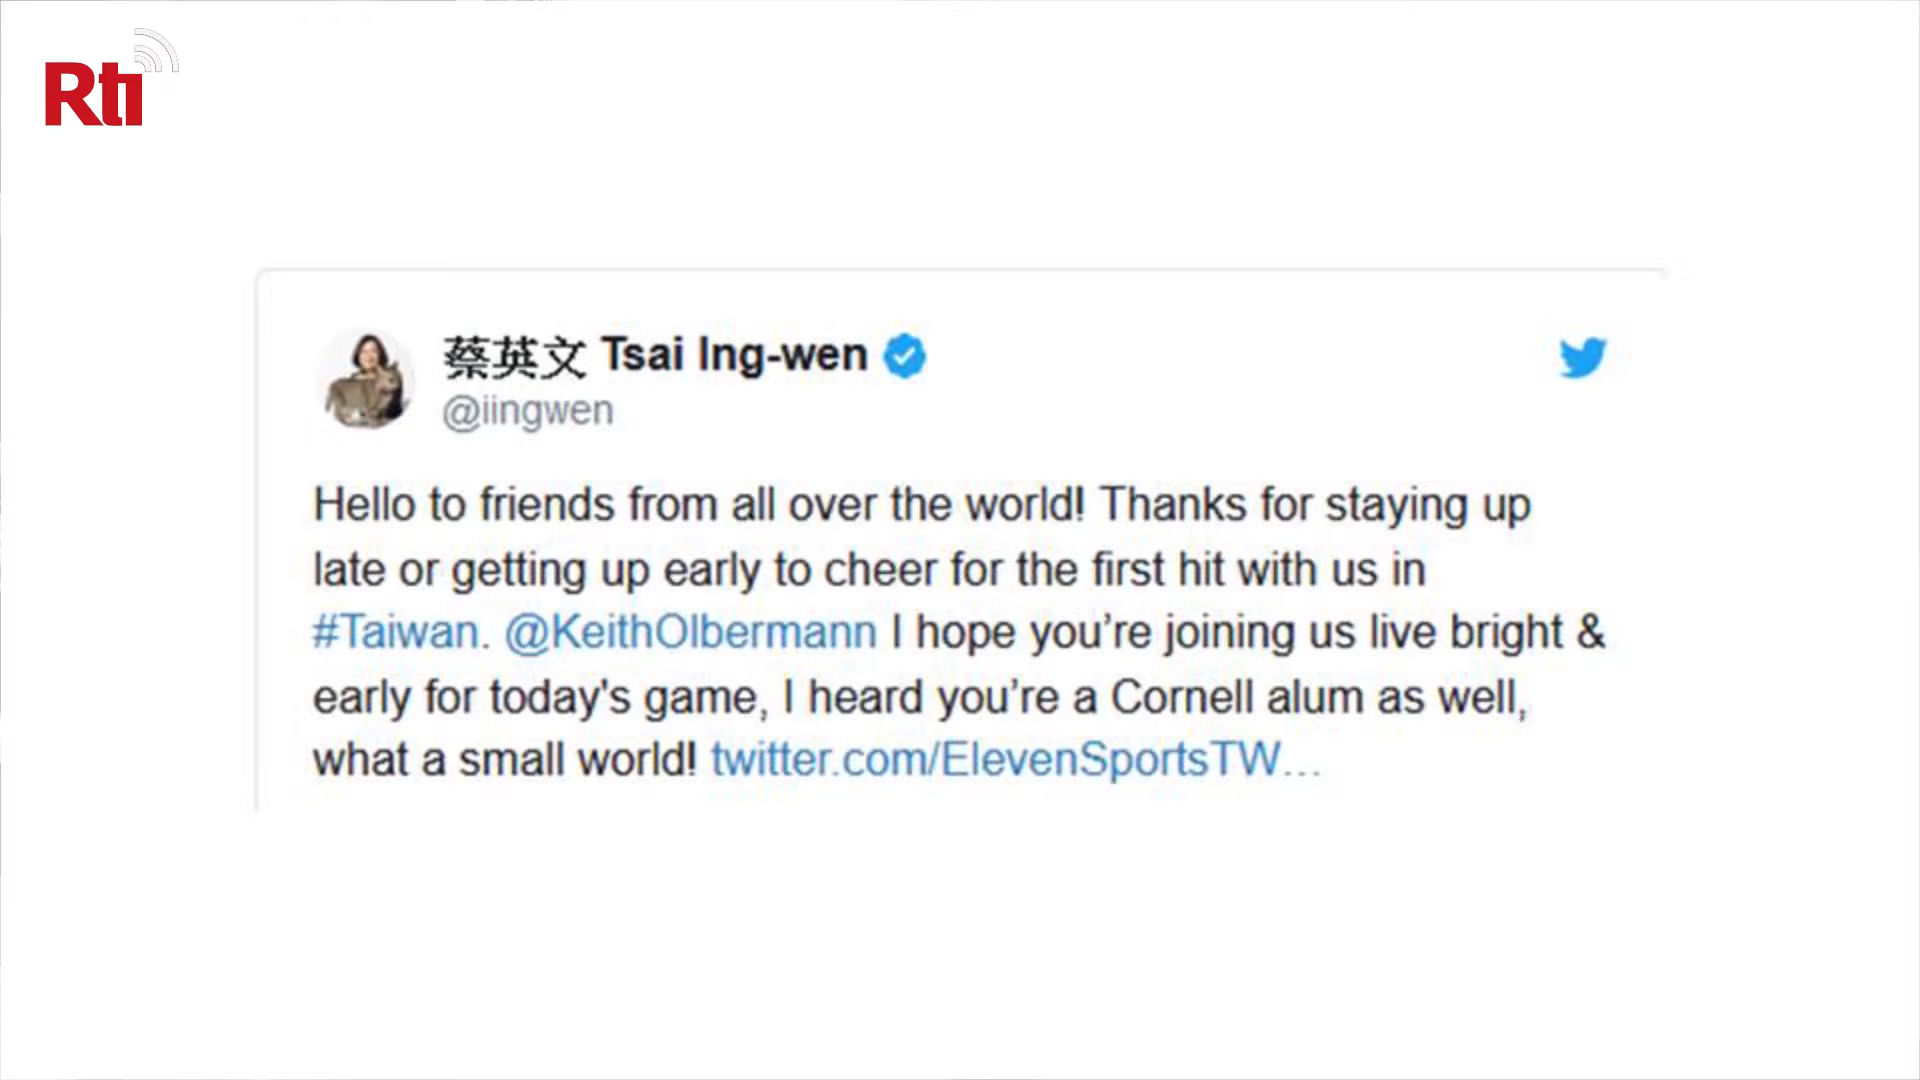 Rti
蔡英文 Tsai Ing-wen
@iingwen
Hello to friends from all over the world! Thanks for staying up
late or getting up early to cheer for the first hit with us in
#Taiwan. @KeithOlbermann I hope you’re joining us live bright &
early for today's game, I heard you’re a Cornell alum as well,
what a small world! twitter.com/ElevenSportsTW…